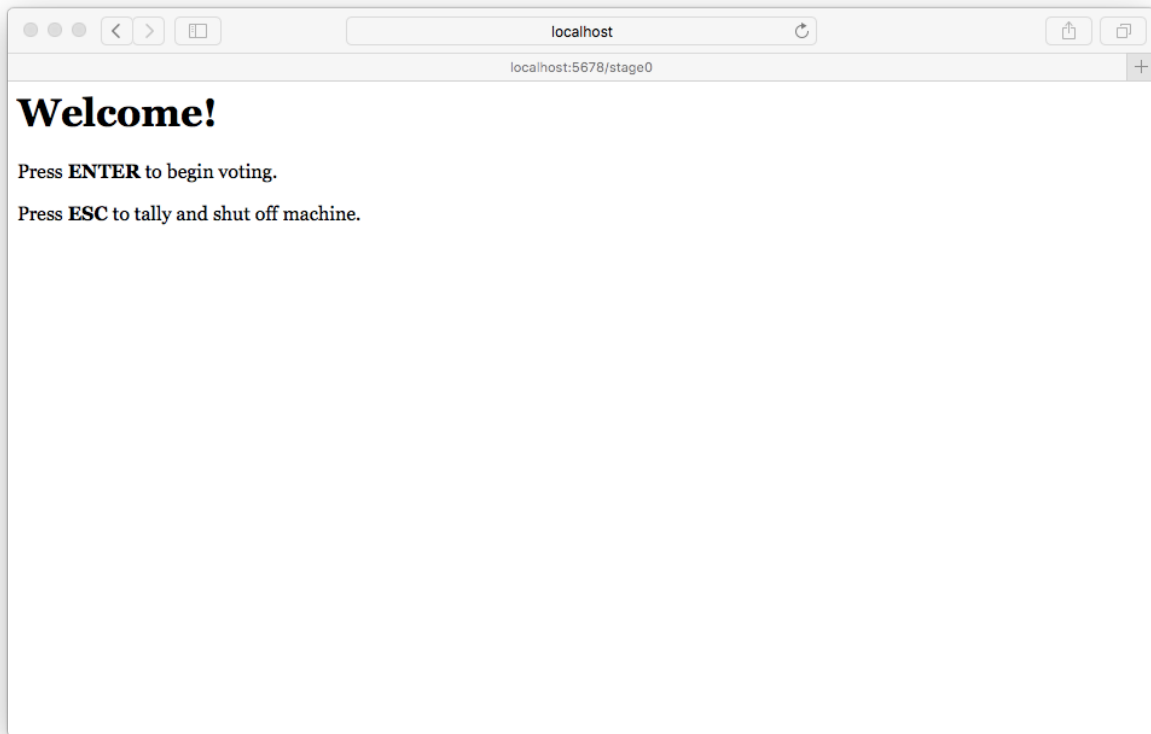 localhost
localhost:5678/stage0
Welcome!
Press ENTER to begin voting.
Press ESC to tally and shut off machine.